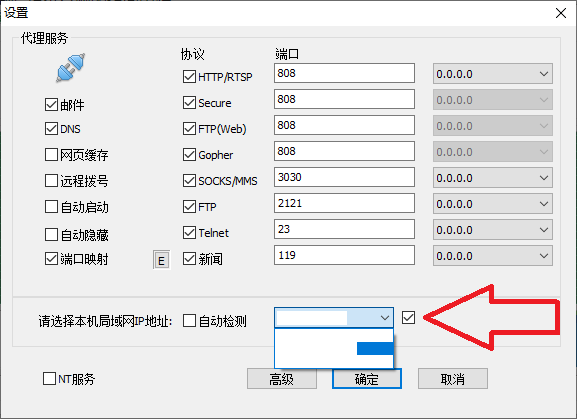 设置
代理服务
协议
端口
HTTP/RTSP 808 0.0.0.0
邮件 Secure 808 0.0.0.0
DNS FTP(Web) 808 0.0.0.0
网页缓存 Gopher 808 0.0.0.0
远程拨号 SOCKS/MMS 3030 0.0.0.0
自动启动 FTP 2121 0.0.0.0
自动隐藏 Telnet 23 0.0.0.0
端口映射 E 新闻 119 0.0.0.0
请选择本机局域网IP地址: 自动检测
NT服务 高级 确定 取消